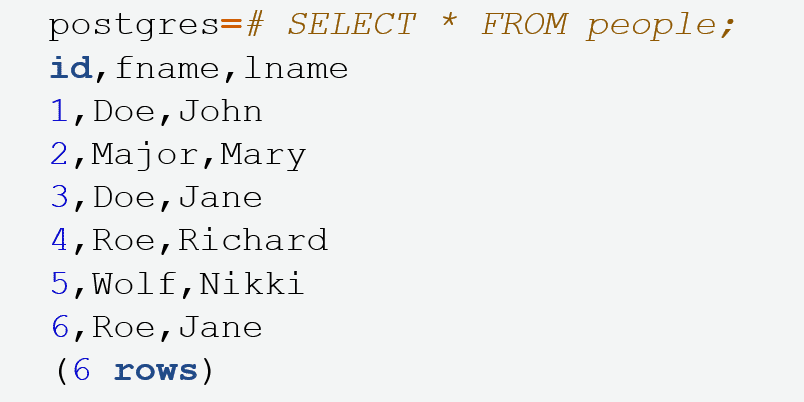 postgres=# SELECT * FROM people;
id,fname,lname
1,Doe,John
2,Major,Mary
3,Doe,Jane
4,Roe,Richard
5,Wolf,Nikki
6,Roe,Jane
(6 rows)